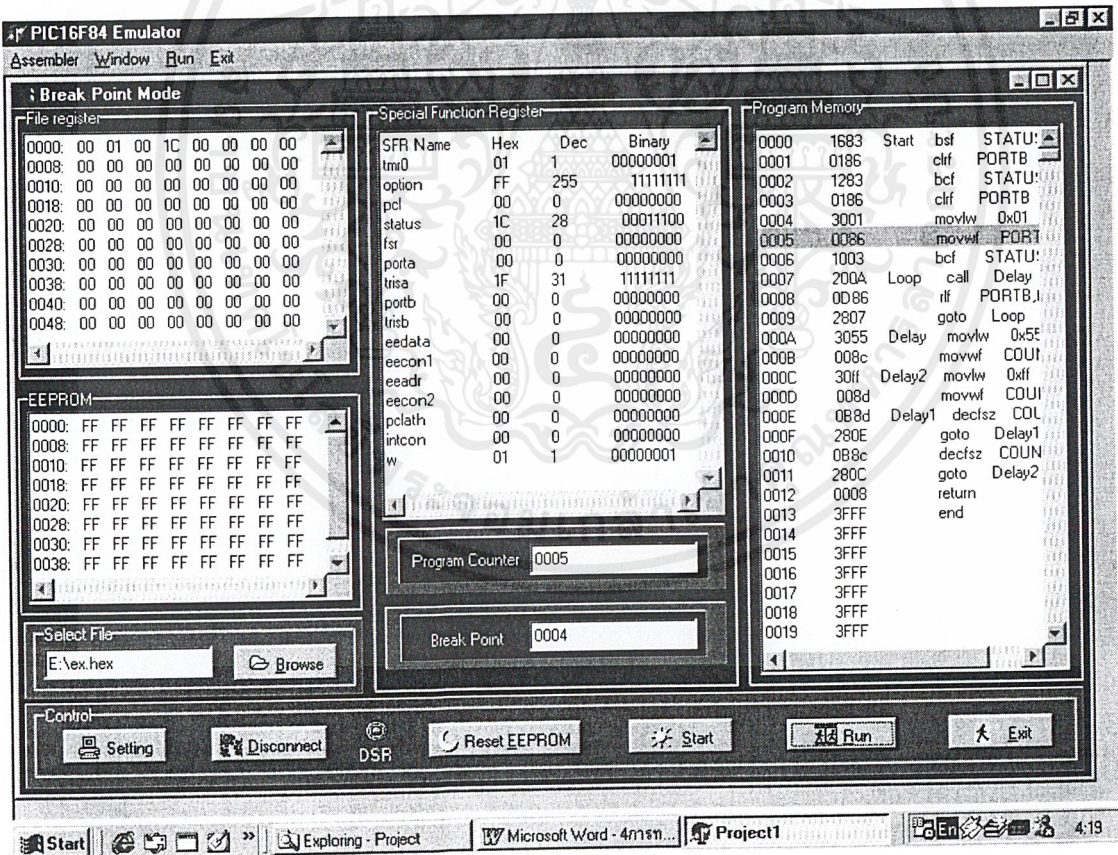 PIC16F84 Emulator
Assembler Window Run Exit
Break Point Mode
File register
0000: 00 01 00 1C 00 00 00 00
0008: 00 00 00 00 00 00 00 00
0010: 00 00 00 00 00 00 00 00
0018: 00 00 00 00 00 00 00 00
0020: 00 00 00 00 00 00 00 00
0028: 00 00 00 00 00 00 00 00
0030: 00 00 00 00 00 00 00 00
0038: 00 00 00 00 00 00 00 00
0040: 00 00 00 00 00 00 00 00
0048: 00 00 00 00 00 00 00 00
EEPROM
0000: FF FF FF FF FF FF FF FF
0008: FF FF FF FF FF FF FF FF
0010: FF FF FF FF FF FF FF FF
0018: FF FF FF FF FF FF FF FF
0020: FF FF FF FF FF FF FF FF
0028: FF FF FF FF FF FF FF FF
0030: FF FF FF FF FF FF FF FF
0038: FF FF FF FF FF FF FF FF
Select File
E:\ex.hex Browse
Special Function Register
SFR Name Hex Dec Binary
tmr0 01 1 00000001
option FF 255 11111111
pcl 00 0 00000000
status 1C 28 00011100
fsr 00 0 00000000
porta 00 0 00000000
trisa 1F 31 11111111
portb 00 0 00000000
trisb 00 0 00000000
eedata 00 0 00000000
eecon1 00 0 00000000
eeadr 00 0 00000000
eecon2 00 0 00000000
pclath 00 0 00000000
intcon 00 0 00000000
w 01 1 00000001
Program Counter 0005
Break Point 0004
Program Memory
0000 1683 Start bsf STATU
0001 0186 clrf PORTB
0002 1283 bcf STATU
0003 0186 clrf PORTB
0004 3001 movlw 0x01
0005 0086 movwf PORT
0006 1003 bcf STATU
0007 200A Loop call Delay
0008 0D86 rlf PORTB,
0009 2807 goto Loop
000A 3055 Delay movlw 0x55
000B 008c movwf COU
000C 30ff Delay2 movlw 0xff
000D 008d movwf COU
000E 0B8d Delay1 decfsz COU
000F 280E goto Delay1
0010 0B8c decfsz COUN
0011 280C goto Delay2
0012 0008 return
0013 3FFF end
0014 3FFF
0015 3FFF
0016 3FFF
0017 3FFF
0018 3FFF
0019 3FFF
Control
Setting Disconnect DSR Reset EEPROM Start Run Exit
Start » Exploring - Project Microsoft Word - 4การท... Project1 En 4:19